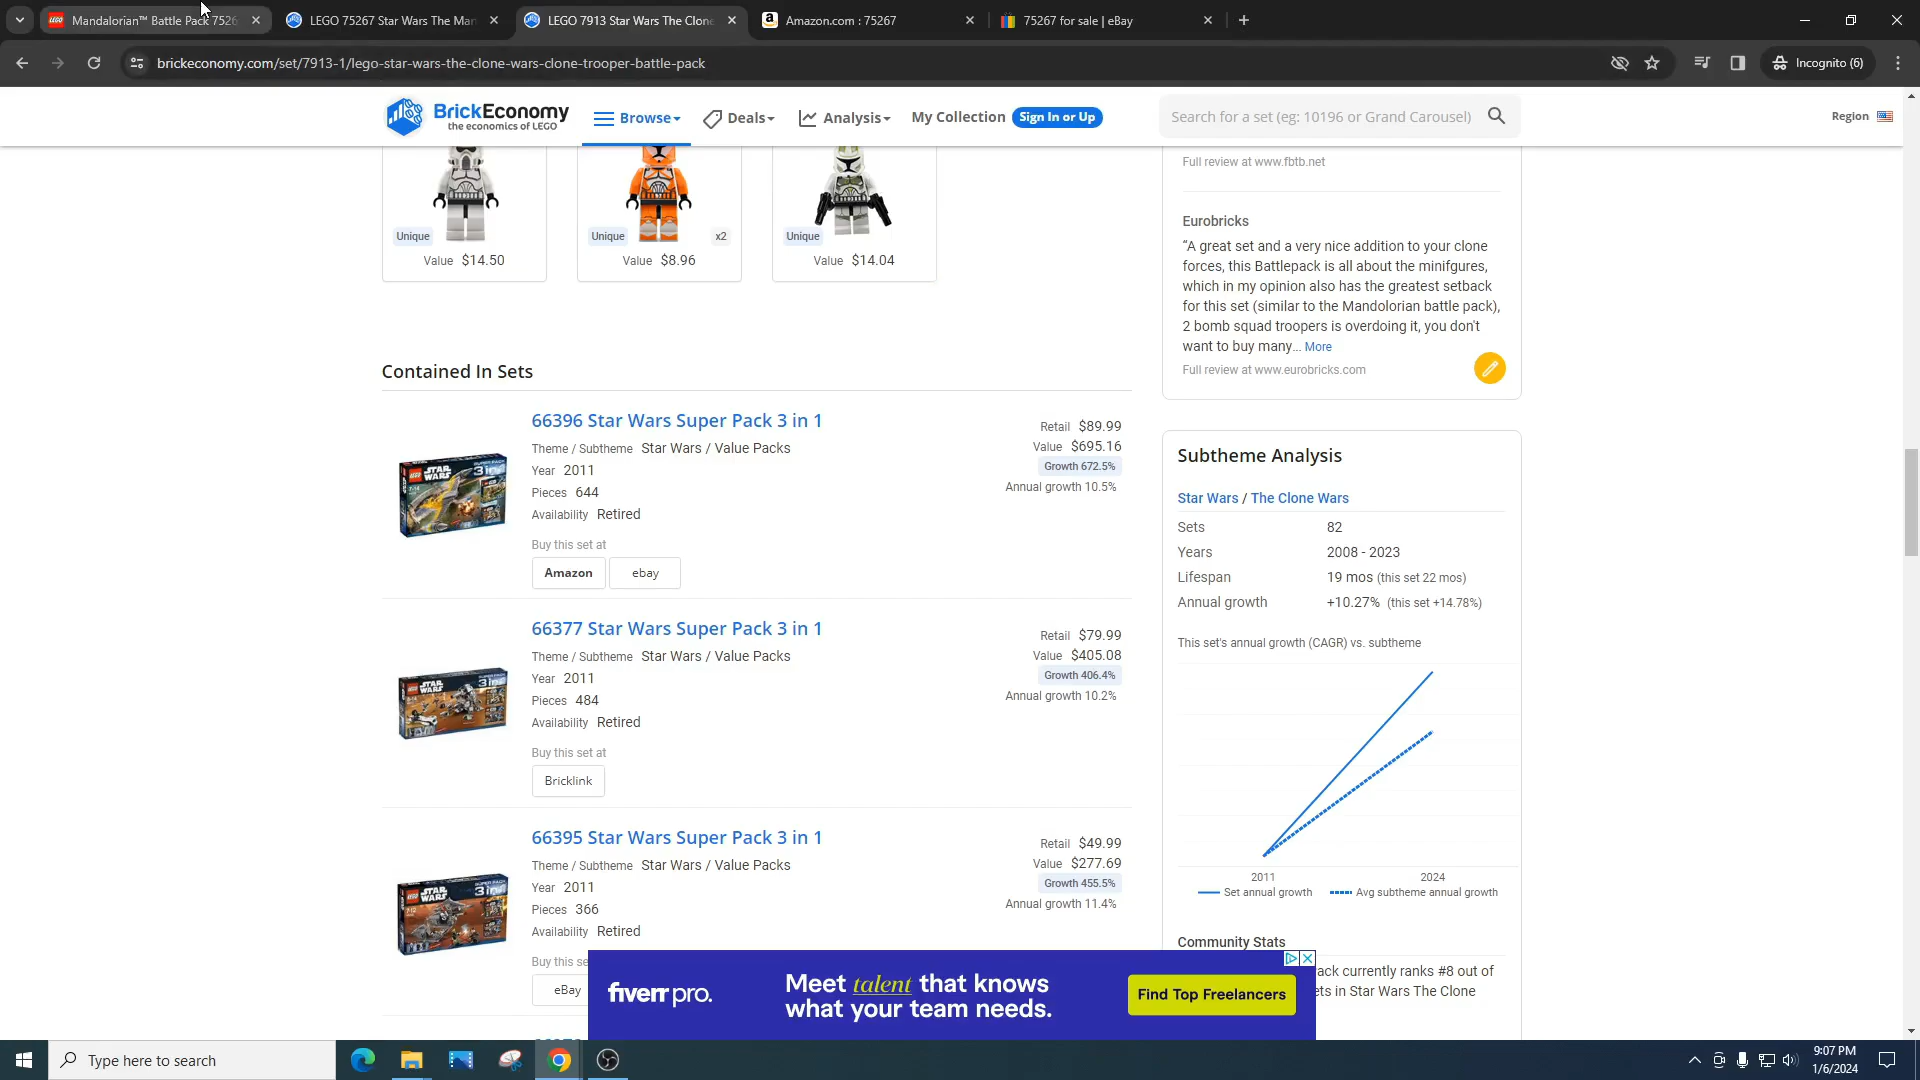 Mandalorian™ Battle Pack 7526
LEGO 75267 Star Wars The Man
LEGO 7913 Star Wars The Clone
Amazon.com : 75267
75267 for sale | eBay
brickeconomy.com/set/7913-1/lego-star-wars-the-clone-wars-clone-trooper-battle-pack
Incognito (6)
BrickEconomy
the economics of LEGO
Browse
Deals
Analysis
My Collection
Sign In or Up
Search for a set (eg: 10196 or Grand Carousel)
Region
Unique
Value $14.50
Unique
x2
Value $8.96
Unique
Value $14.04
Full review at www.fbtb.net
Eurobricks
“A great set and a very nice addition to your clone
forces, this Battlepack is all about the minifgures,
which in my opinion also has the greatest setback
for this set (similar to the Mandolorian battle pack),
2 bomb squad troopers is overdoing it, you don't
want to buy many... More
Full review at www.eurobricks.com
Contained In Sets
66396 Star Wars Super Pack 3 in 1
Theme / Subtheme Star Wars / Value Packs
Year 2011
Pieces 644
Availability Retired
Buy this set at
Amazon
ebay
Retail $89.99
Value $695.16
Growth 672.5%
Annual growth 10.5%
66377 Star Wars Super Pack 3 in 1
Theme / Subtheme Star Wars / Value Packs
Year 2011
Pieces 484
Availability Retired
Buy this set at
Bricklink
Retail $79.99
Value $405.08
Growth 406.4%
Annual growth 10.2%
66395 Star Wars Super Pack 3 in 1
Theme / Subtheme Star Wars / Value Packs
Year 2011
Pieces 366
Availability Retired
Buy this se
eBay
Retail $49.99
Value $277.69
Growth 455.5%
Annual growth 11.4%
Subtheme Analysis
Star Wars / The Clone Wars
Sets 82
Years 2008 - 2023
Lifespan 19 mos (this set 22 mos)
Annual growth +10.27% (this set +14.78%)
This set's annual growth (CAGR) vs. subtheme
2011
2024
Set annual growth
Avg subtheme annual growth
Community Stats
ack currently ranks #8 out of
ets in Star Wars The Clone
fiverr pro.
Meet talent that knows
what your team needs.
Find Top Freelancers
Type here to search
9:07 PM
1/6/2024